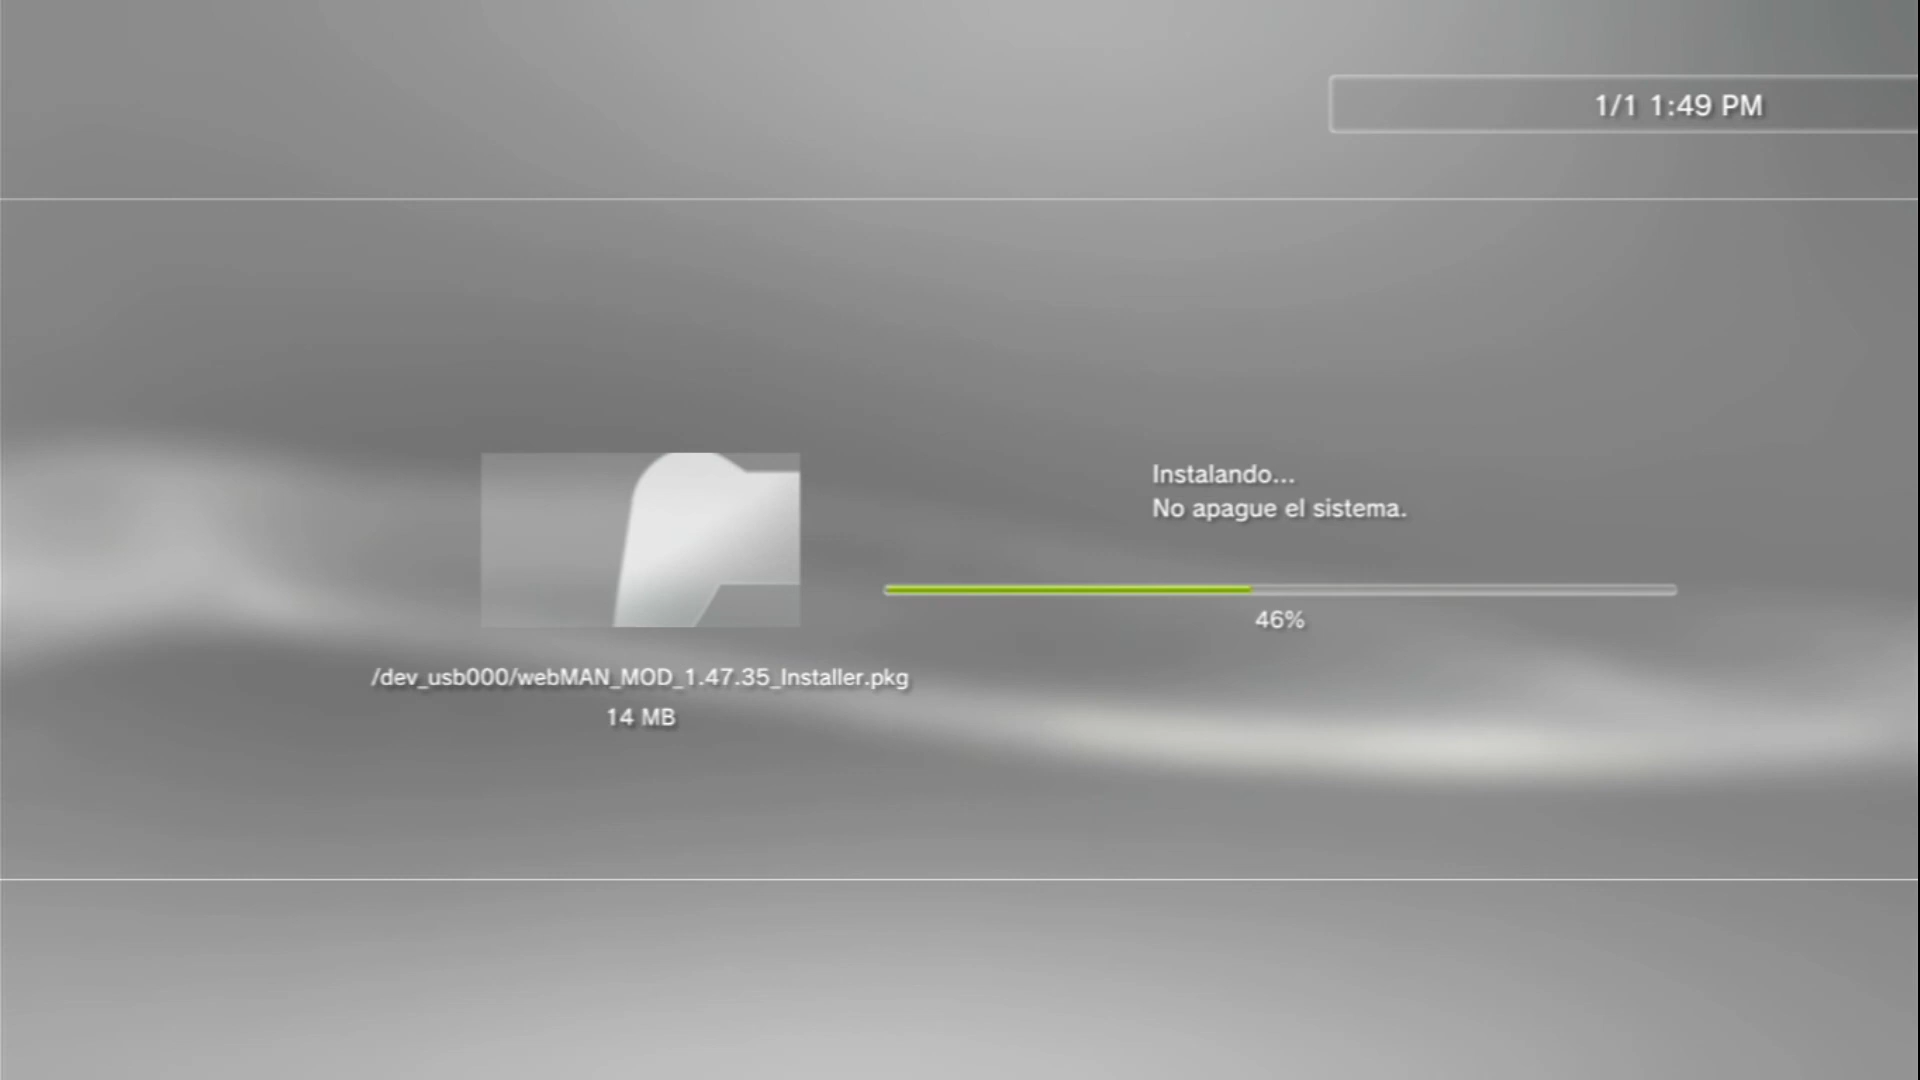 1/1 1:49 PM
Instalando...
No apague el sistema.
46%
/dev_usb000/webMAN_MOD_1.47.35_Installer.pkg
14 MB